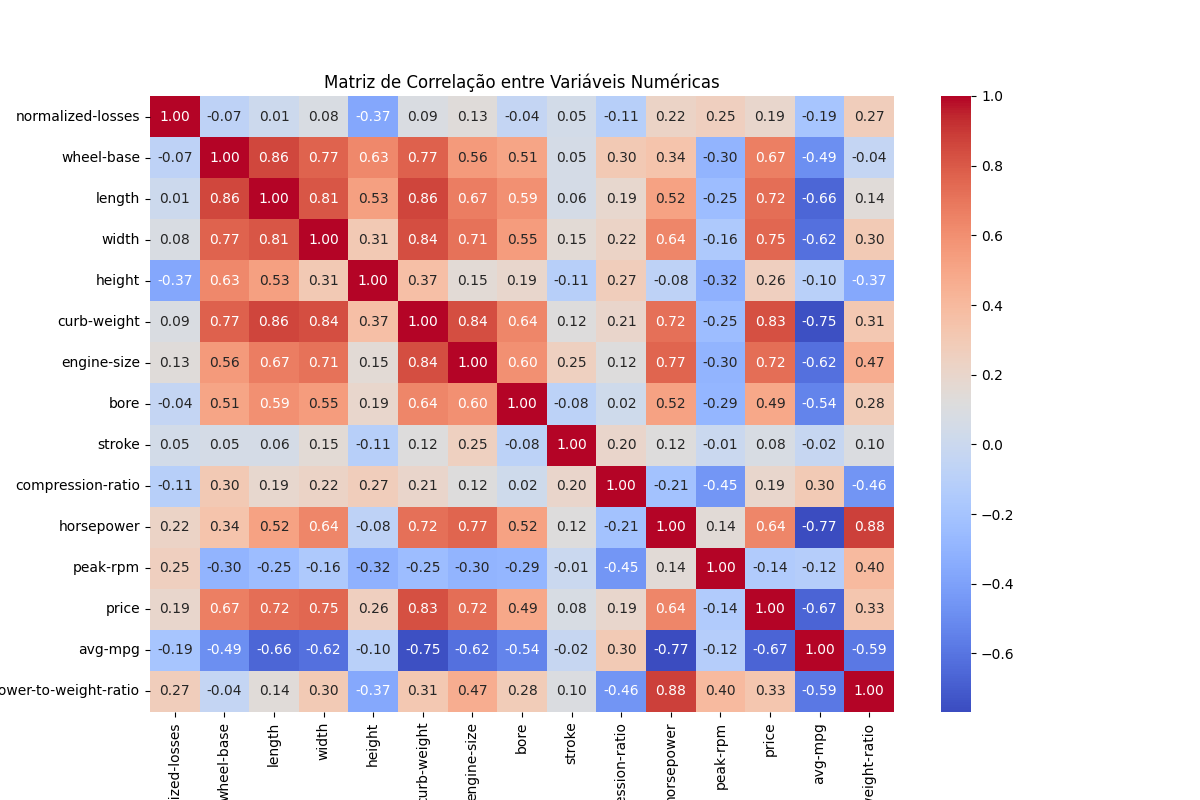 Matriz de Correlação entre Variáveis Numéricas
normalized-losses 1.00 -0.07 0.01 0.08 -0.37 0.09 0.13 -0.04 0.05 -0.11 0.22 0.25 0.19 -0.19 0.27
wheel-base -0.07 1.00 0.86 0.77 0.63 0.77 0.56 0.51 0.05 0.30 0.34 -0.30 0.67 -0.49 -0.04
length 0.01 0.86 1.00 0.81 0.53 0.86 0.67 0.59 0.06 0.19 0.52 -0.25 0.72 -0.66 0.14
width 0.08 0.77 0.81 1.00 0.31 0.84 0.71 0.55 0.15 0.22 0.64 -0.16 0.75 -0.62 0.30
height -0.37 0.63 0.53 0.31 1.00 0.37 0.15 0.19 -0.11 0.27 -0.08 -0.32 0.26 -0.10 -0.37
curb-weight 0.09 0.77 0.86 0.84 0.37 1.00 0.84 0.64 0.12 0.21 0.72 -0.25 0.83 -0.75 0.31
engine-size 0.13 0.56 0.67 0.71 0.15 0.84 1.00 0.60 0.25 0.12 0.77 -0.30 0.72 -0.62 0.47
bore -0.04 0.51 0.59 0.55 0.19 0.64 0.60 1.00 -0.08 0.02 0.52 -0.29 0.49 -0.54 0.28
stroke 0.05 0.05 0.06 0.15 -0.11 0.12 0.25 -0.08 1.00 0.20 0.12 -0.01 0.08 -0.02 0.10
compression-ratio -0.11 0.30 0.19 0.22 0.27 0.21 0.12 0.02 0.20 1.00 -0.21 -0.45 0.19 0.30 -0.46
horsepower 0.22 0.34 0.52 0.64 -0.08 0.72 0.77 0.52 0.12 -0.21 1.00 0.14 0.64 -0.77 0.88
peak-rpm 0.25 -0.30 -0.25 -0.16 -0.32 -0.25 -0.30 -0.29 -0.01 -0.45 0.14 1.00 -0.14 -0.12 0.40
price 0.19 0.67 0.72 0.75 0.26 0.83 0.72 0.49 0.08 0.19 0.64 -0.14 1.00 -0.67 0.33
avg-mpg -0.19 -0.49 -0.66 -0.62 -0.10 -0.75 -0.62 -0.54 -0.02 0.30 -0.77 -0.12 -0.67 1.00 -0.59
ower-to-weight-ratio 0.27 -0.04 0.14 0.30 -0.37 0.31 0.47 0.28 0.10 -0.46 0.88 0.40 0.33 -0.59 1.00
ized-losses
wheel-base
length
width
height
curb-weight
engine-size
bore
stroke
ession-ratio
horsepower
peak-rpm
price
avg-mpg
weight-ratio
1.0
0.8
0.6
0.4
0.2
0.0
−0.2
−0.4
−0.6